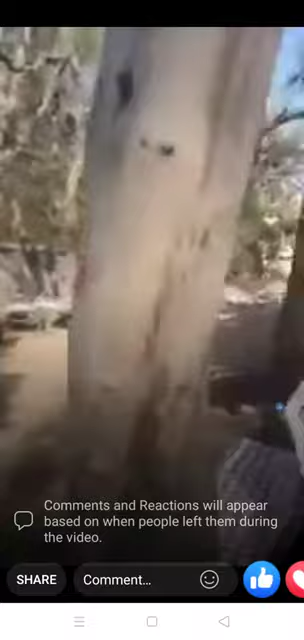 Comments and Reactions will appear
based on when people left them during
the video.
SHARE
Comment...